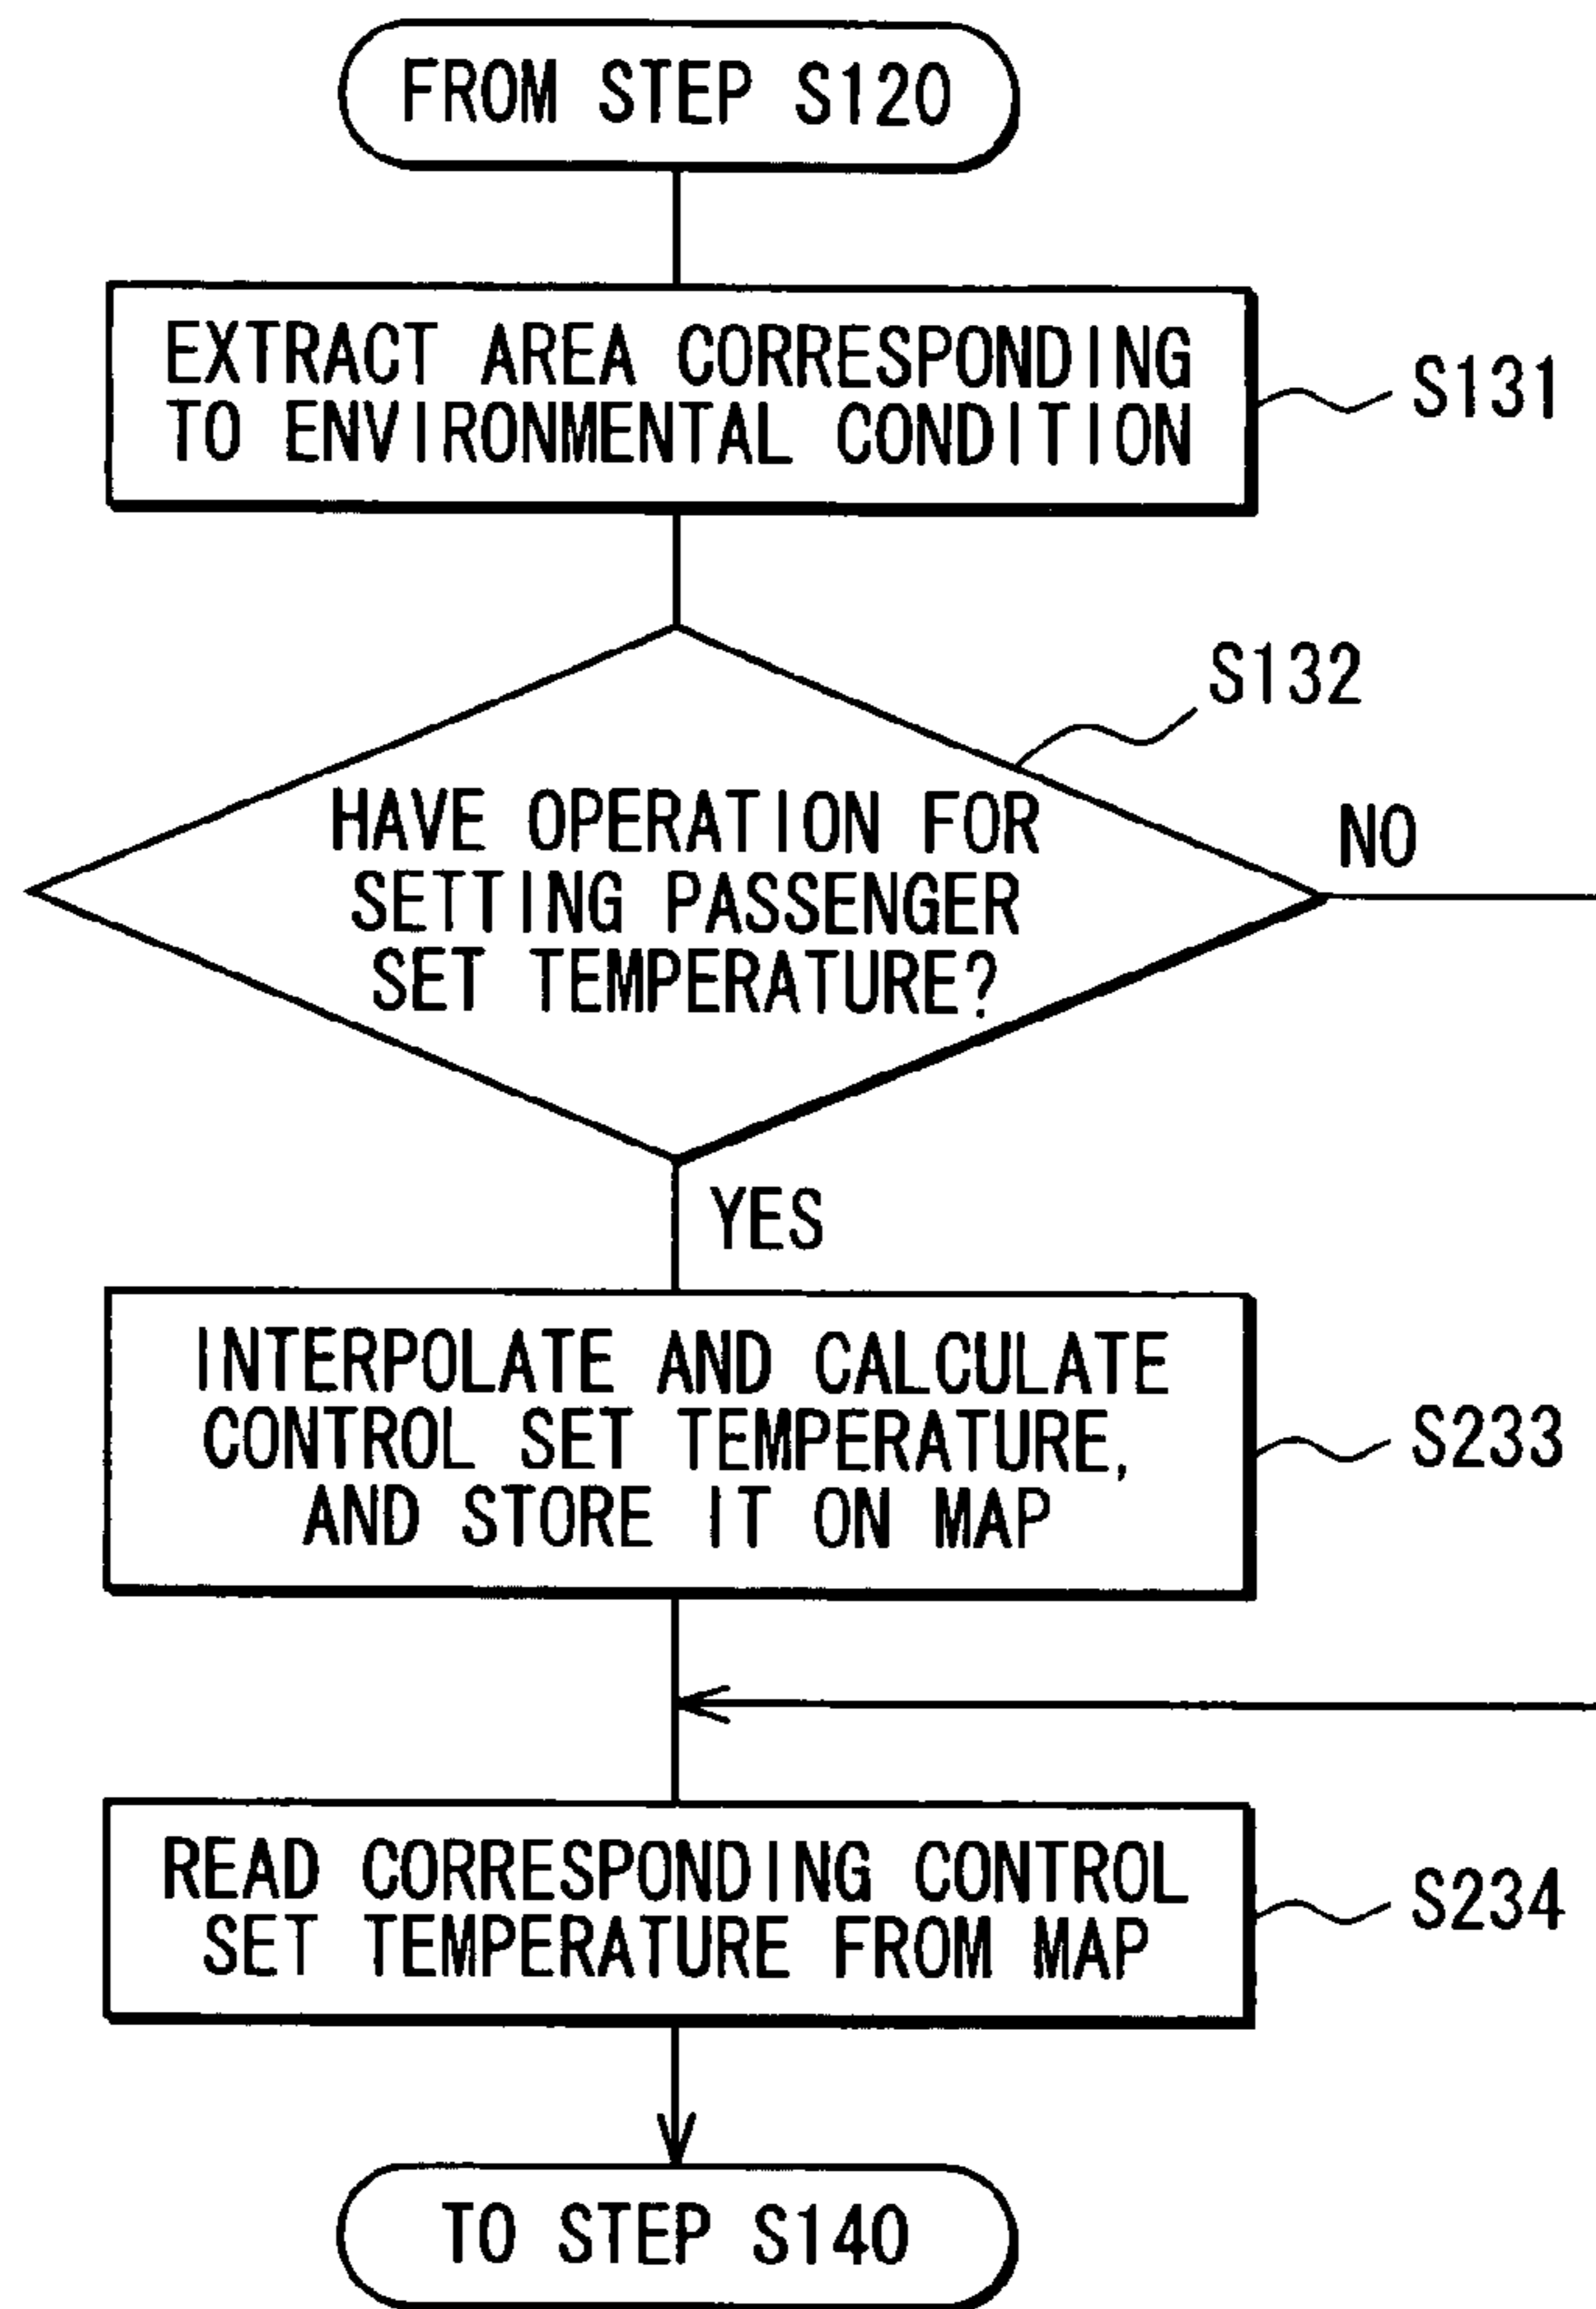 FROM STEP S120
EXTRACT AREA CORRESPONDING
TO ENVIRONMENTAL CONDITION
S131
S132
HAVE OPERATION FOR
SETTING PASSENGER
SET TEMPERATURE?
NO
YES
INTERPOLATE AND CALCULATE
CONTROL SET TEMPERATURE,
AND STORE IT ON MAP
S233
READ CORRESPONDING CONTROL
SET TEMPERATURE FROM MAP
S234
TO STEP S140